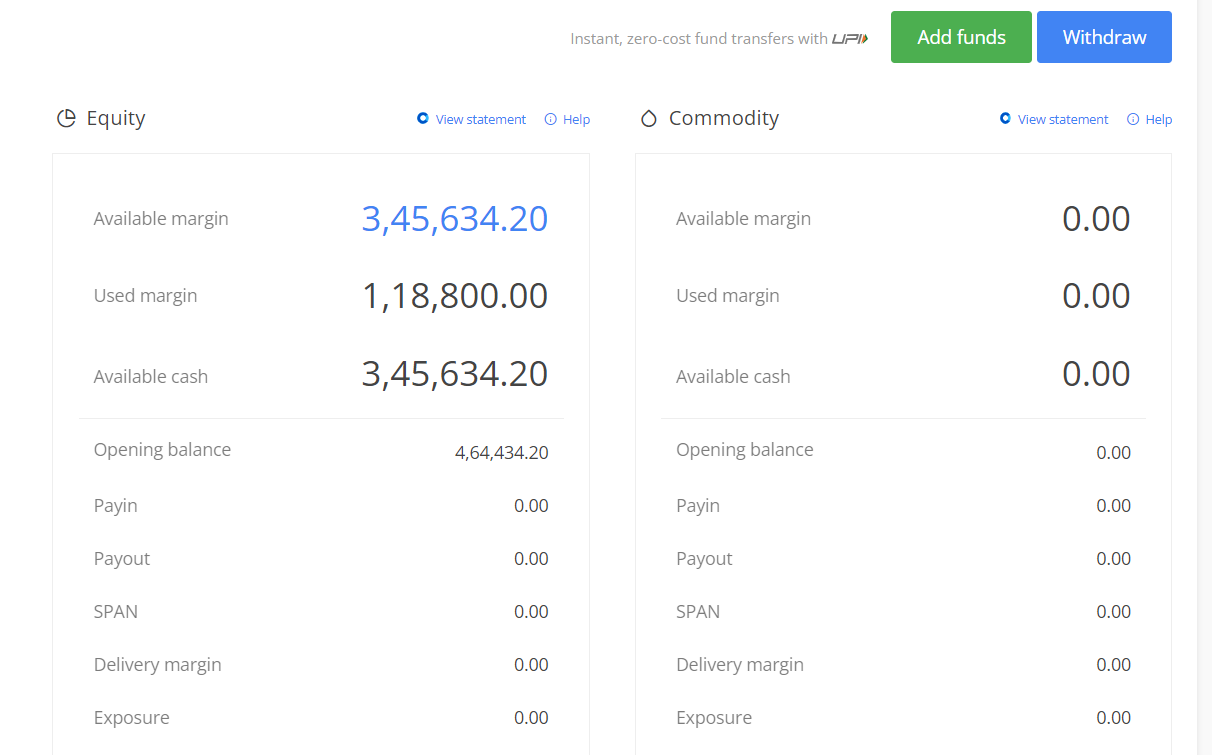 Instant, zero-cost fund transfers with UPI
Add funds
Withdraw
Equity
View statement
Help
Available margin 3,45,634.20
Used margin 1,18,800.00
Available cash 3,45,634.20
Opening balance 4,64,434.20
Payin 0.00
Payout 0.00
SPAN 0.00
Delivery margin 0.00
Exposure 0.00
Commodity
View statement
Help
Available margin 0.00
Used margin 0.00
Available cash 0.00
Opening balance 0.00
Payin 0.00
Payout 0.00
SPAN 0.00
Delivery margin 0.00
Exposure 0.00